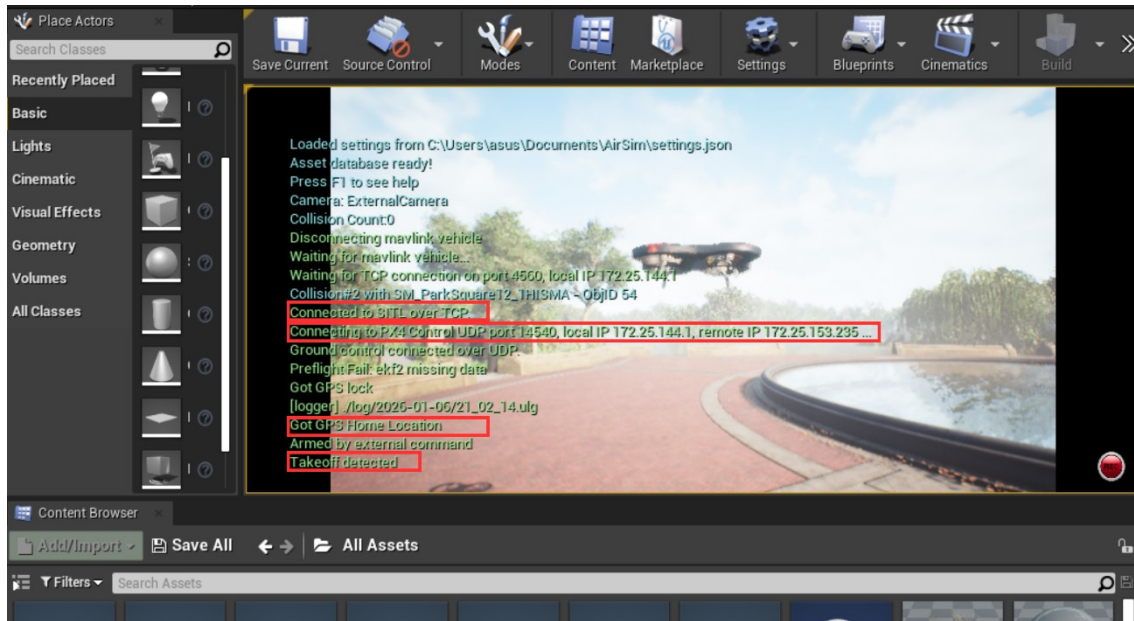 Place Actors
Search Classes
Recently Placed
Basic
Lights
Cinematic
Visual Effects
Geometry
Volumes
All Classes
Save Current
Source Control
Modes
Content
Marketplace
Settings
Blueprints
Cinematics
Build
Loaded settings from C:\Users\asus\Documents\AirSim\settings.json
Asset database ready!
Press F1 to see help
Camera: ExternalCamera
Collision Count:0
Disconnecting mavlink vehicle
Waiting for mavlink vehicle...
Waiting for TCP connection on port 4560, local IP 172.25.144.1
Collision#2 with SM_ParkSquare12_THISMA - ObjID 54
Connected to SITL over TCP.
Connecting to PX4 Control UDP port 14540, local IP 172.25.144.1, remote IP 172.25.153.235 ...
Ground control connected over UDP.
Preflight Fail: ekf2 missing data
Got GPS lock
[logger] ./log/2026-01-06/21_02_14.ulg
Got GPS Home Location
Armed by external command
Takeoff detected
REC
Content Browser
Add/Import
Save All
All Assets
Filters
Search Assets